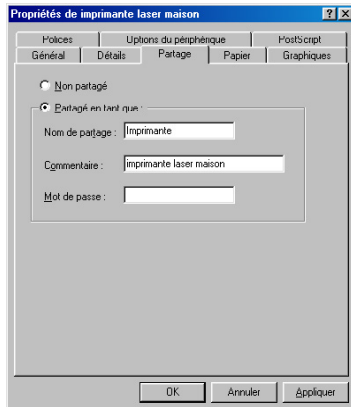 Propriétés de imprimante laser maison
Polices Options du périphérique PostScript
Général Détails Partage Papier Graphiques
Non partagé
Partagé en tant que :
Nom de partage : Imprimante
Commentaire : imprimante laser maison
Mot de passe :
OK Annuler Appliquer